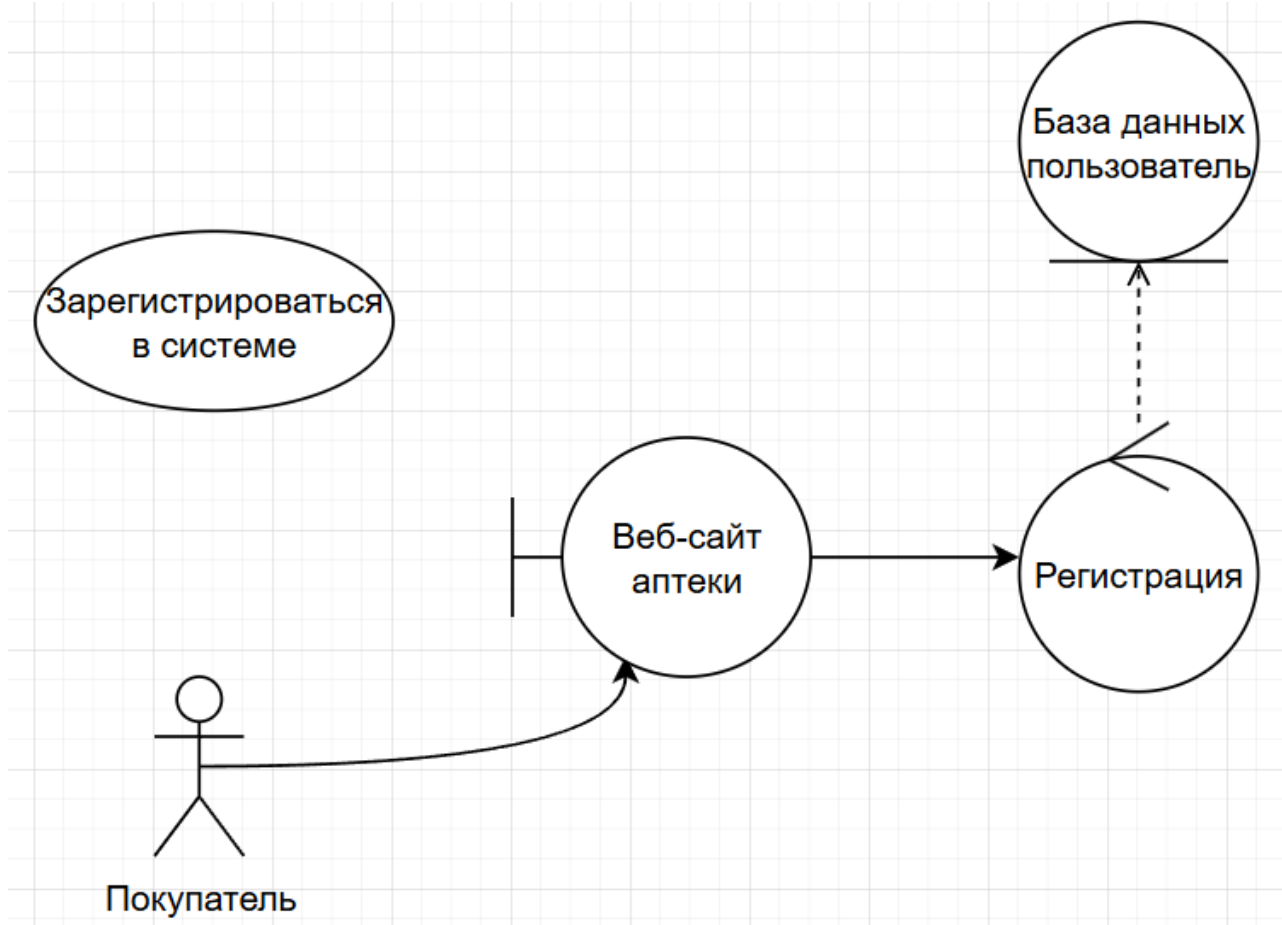 База данных
пользователь
Зарегистрироваться
в системе
Веб-сайт
аптеки
Регистрация
Покупатель